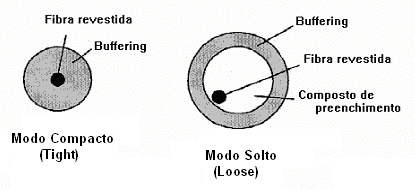 Fibra revestida
Buffering
Modo Compacto
(Tight)
Buffering
Fibra revestida
Composto de
preenchimento
Modo Solto
(Loose)